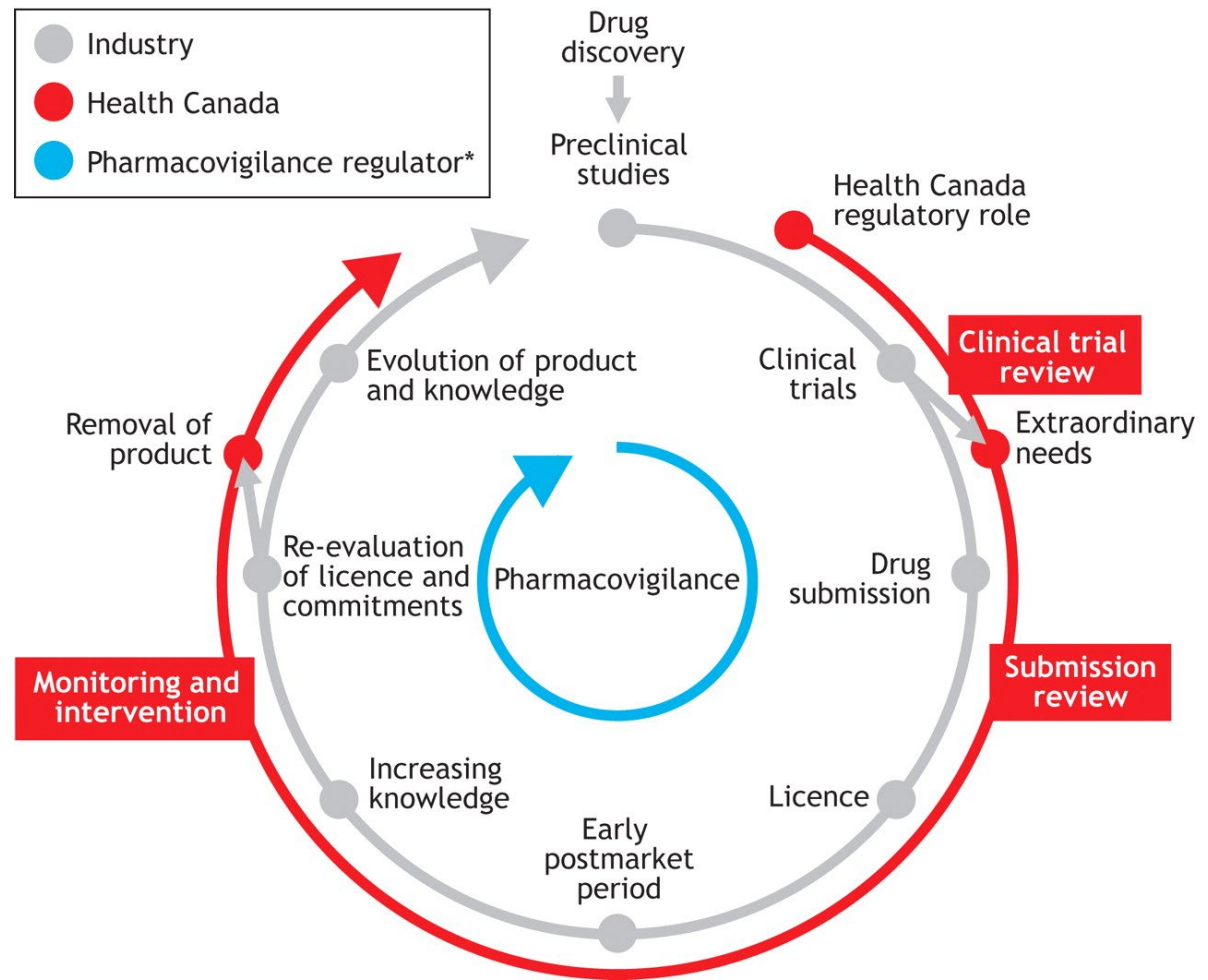 Industry
Health Canada
Pharmacovigilance regulator*
Drug
discovery
Preclinical
studies
Health Canada
regulatory role
Clinical trial
review
Clinical
trials
Extraordinary
needs
Evolution of product
and knowledge
Removal of
product
Re-evaluation
of licence and
commitments
Pharmacovigilance
Drug
submission
Submission
review
Monitoring and
intervention
Increasing
knowledge
Licence
Early
postmarket
period